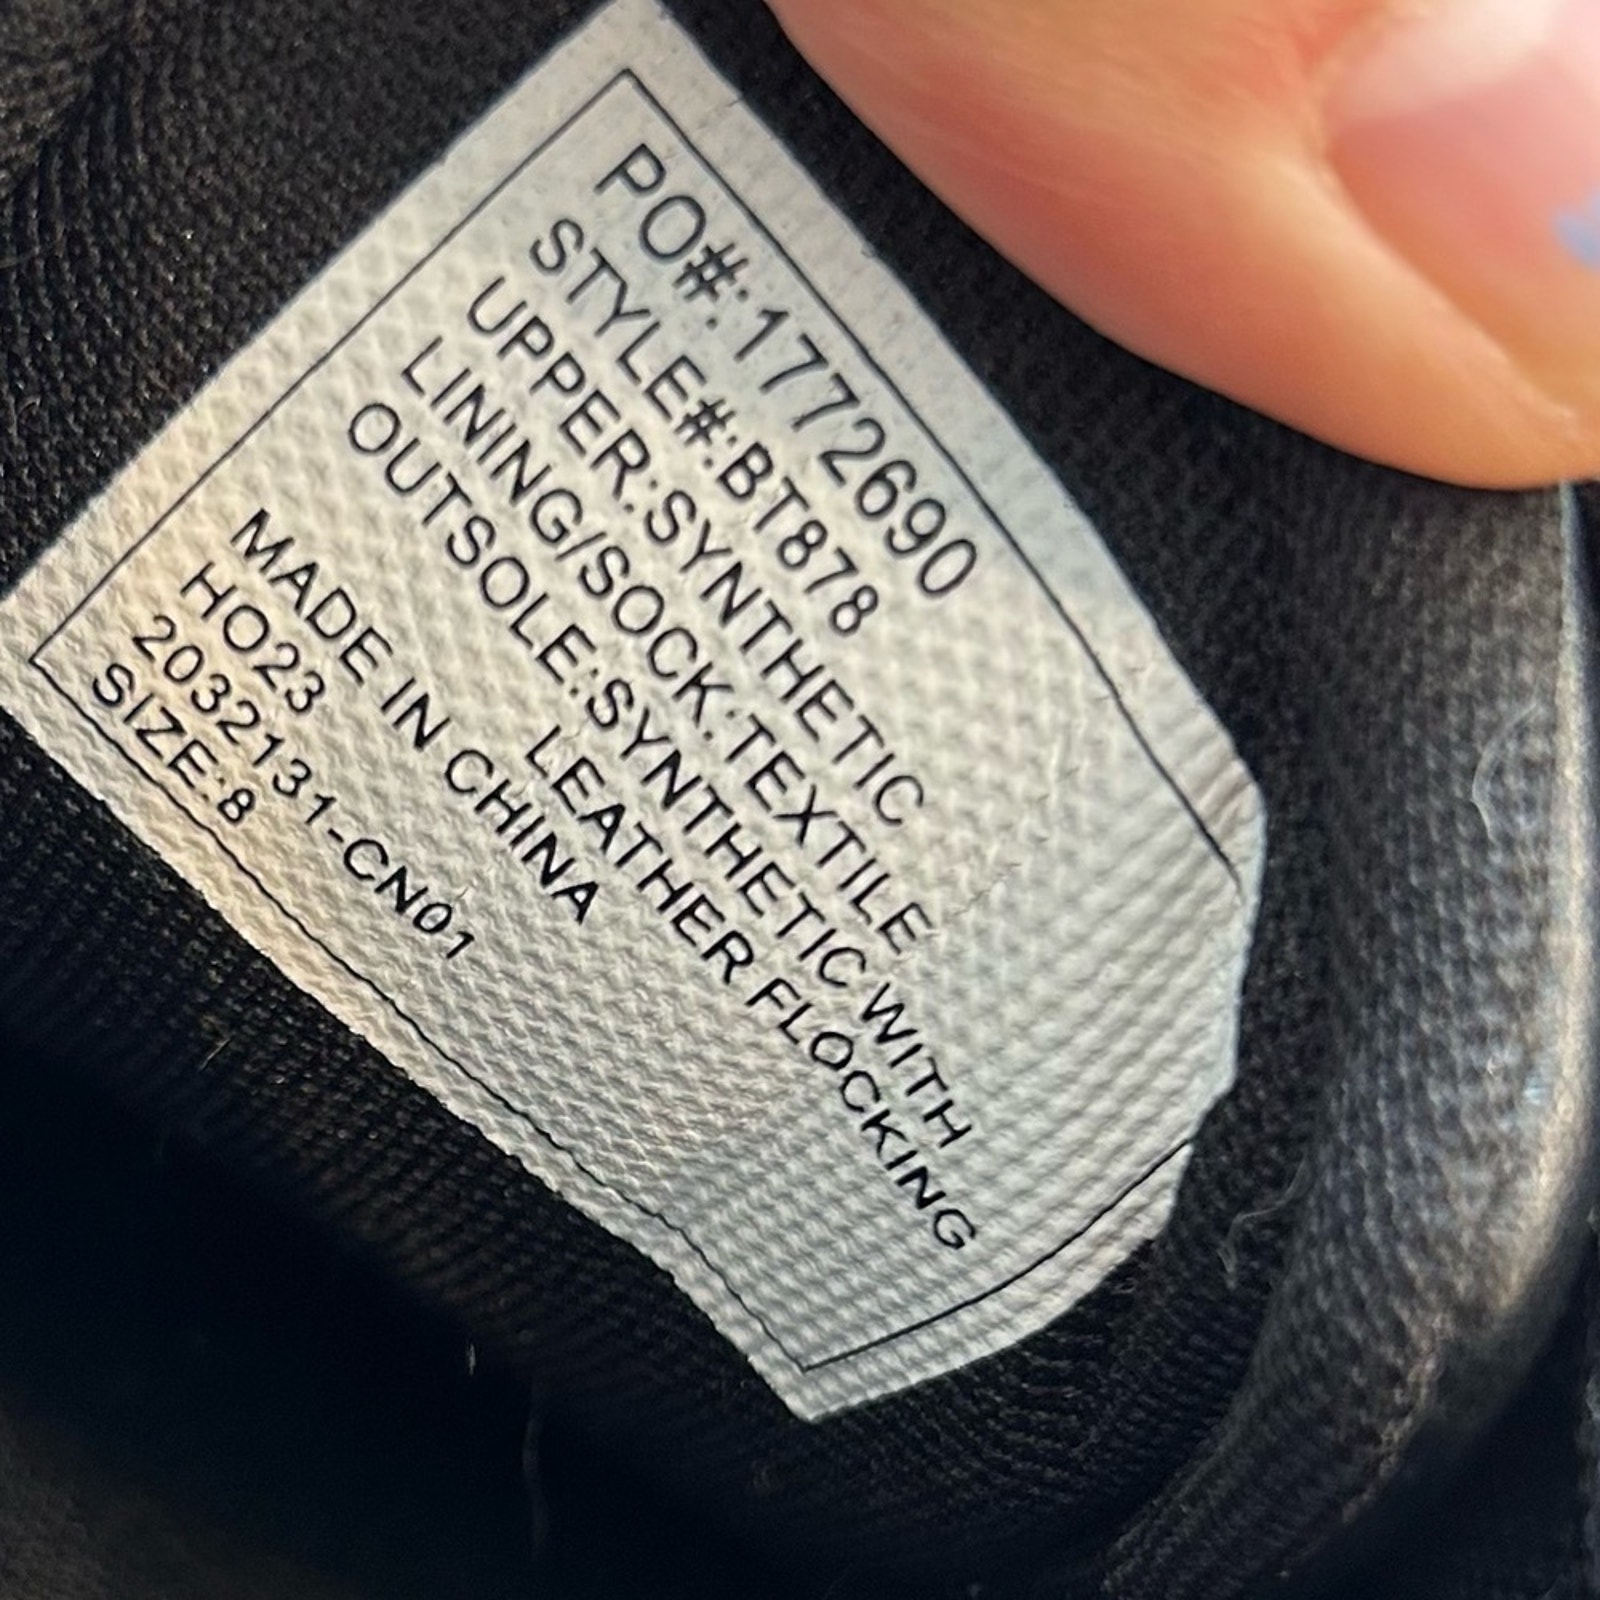 PO#:1772690
STYLE#:BT878
UPPER:SYNTHETIC
LINING/SOCK:TEXTILE
OUTSOLE:SYNTHETIC WITH
LEATHER FLOCKING
MADE IN CHINA
HO23
2032131-CN01
SIZE:8